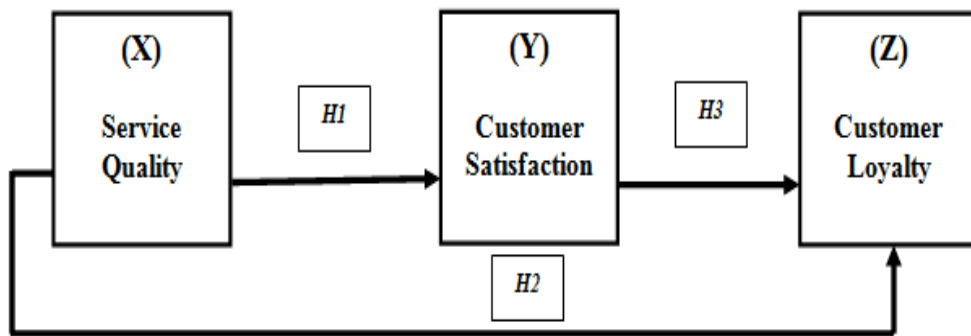 (X)
Service
Quality
H1
(Y)
Customer
Satisfaction
H3
(Z)
Customer
Loyalty
H2